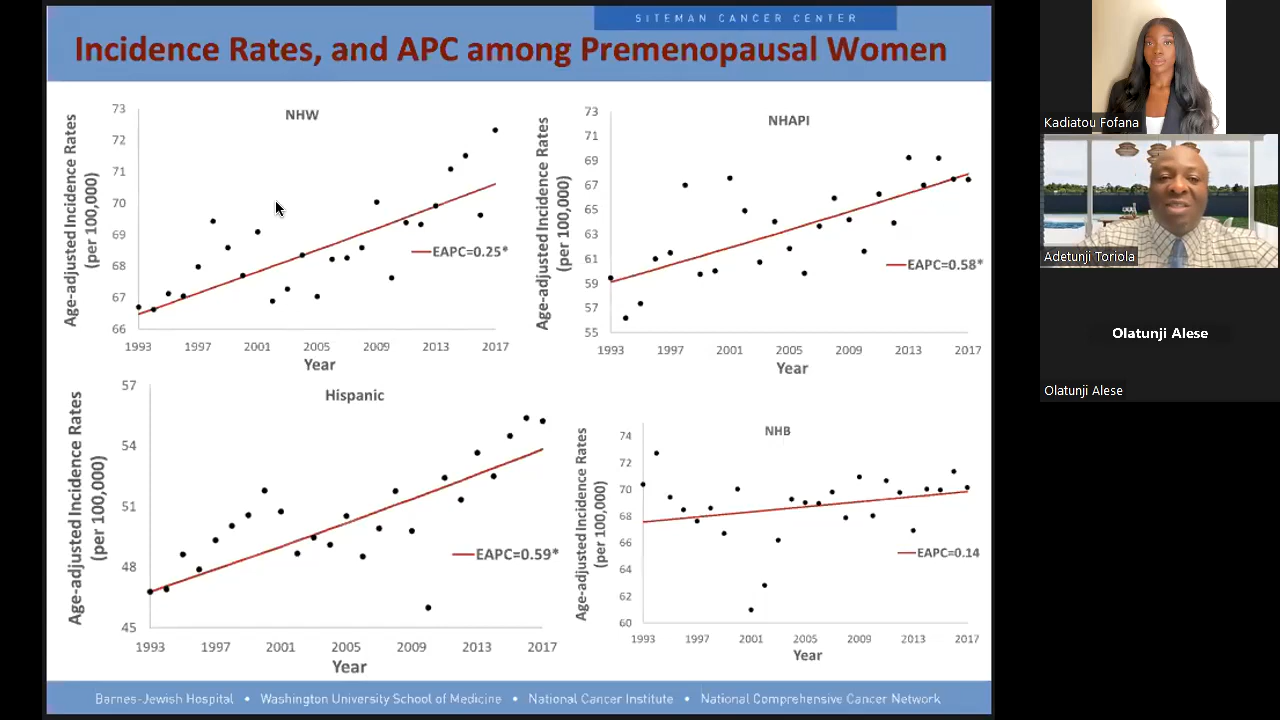 SITEMAN CANCER CENTER
Incidence Rates, and APC among Premenopausal Women
NHW
Age-adjusted Incidence Rates
(per 100,000)
73
72
71
70
69
68
67
66
EAPC=0.25*
1993 1997 2001 2005 2009 2013 2017
Year
NHAPI
Age-adjusted Incidence Rates
(per 100,000)
73
71
69
67
65
63
61
59
57
55
EAPC=0.58*
1993 1997 2001 2005 2009 2013 2017
Year
Hispanic
Age-adjusted Incidence Rates
(per 100,000)
57
54
51
48
45
EAPC=0.59*
1993 1997 2001 2005 2009 2013 2017
Year
NHB
Age-adjusted Incidence Rates
(per 100,000)
74
72
70
68
66
64
62
60
EAPC=0.14
1993 1997 2001 2005 2009 2013 2017
Year
Barnes-Jewish Hospital • Washington University School of Medicine • National Cancer Institute • National Comprehensive Cancer Network
Kadiatou Fofana
Adetunji Toriola
Olatunji Alese
Olatunji Alese